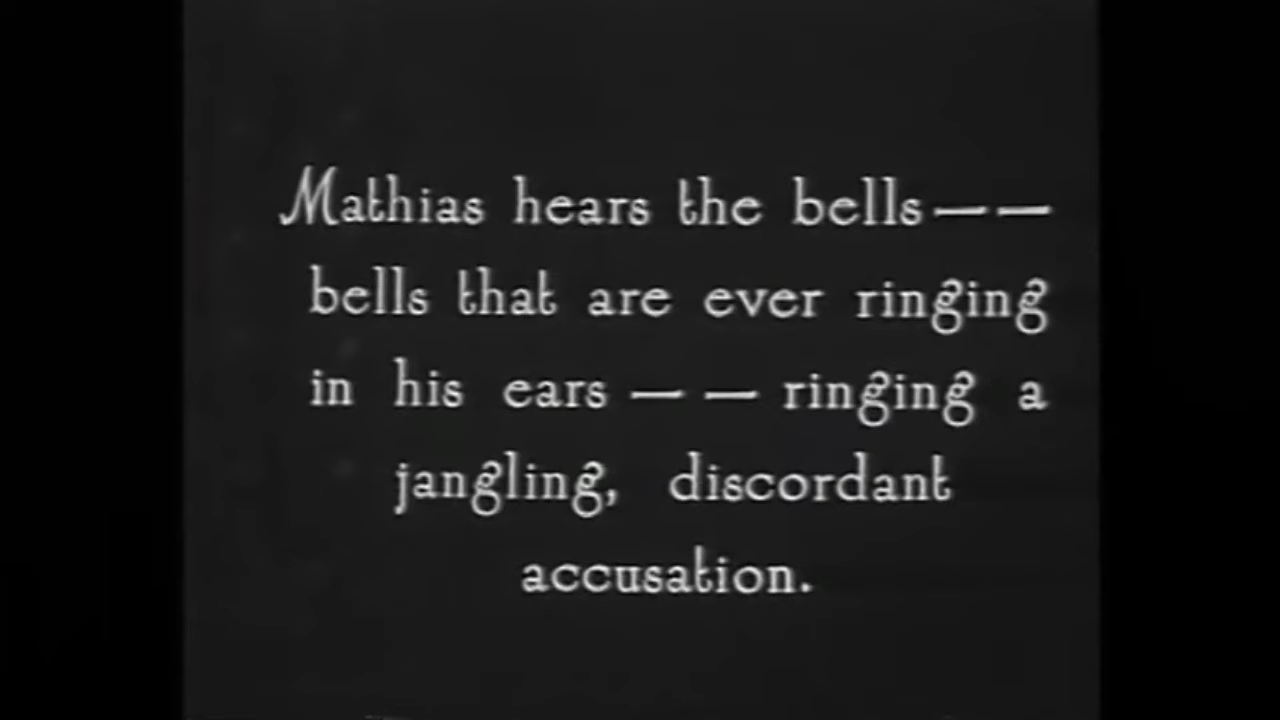 Mathias hears the bells——
bells that are ever ringing
in his ears —— ringing a
jangling, discordant
accusation.